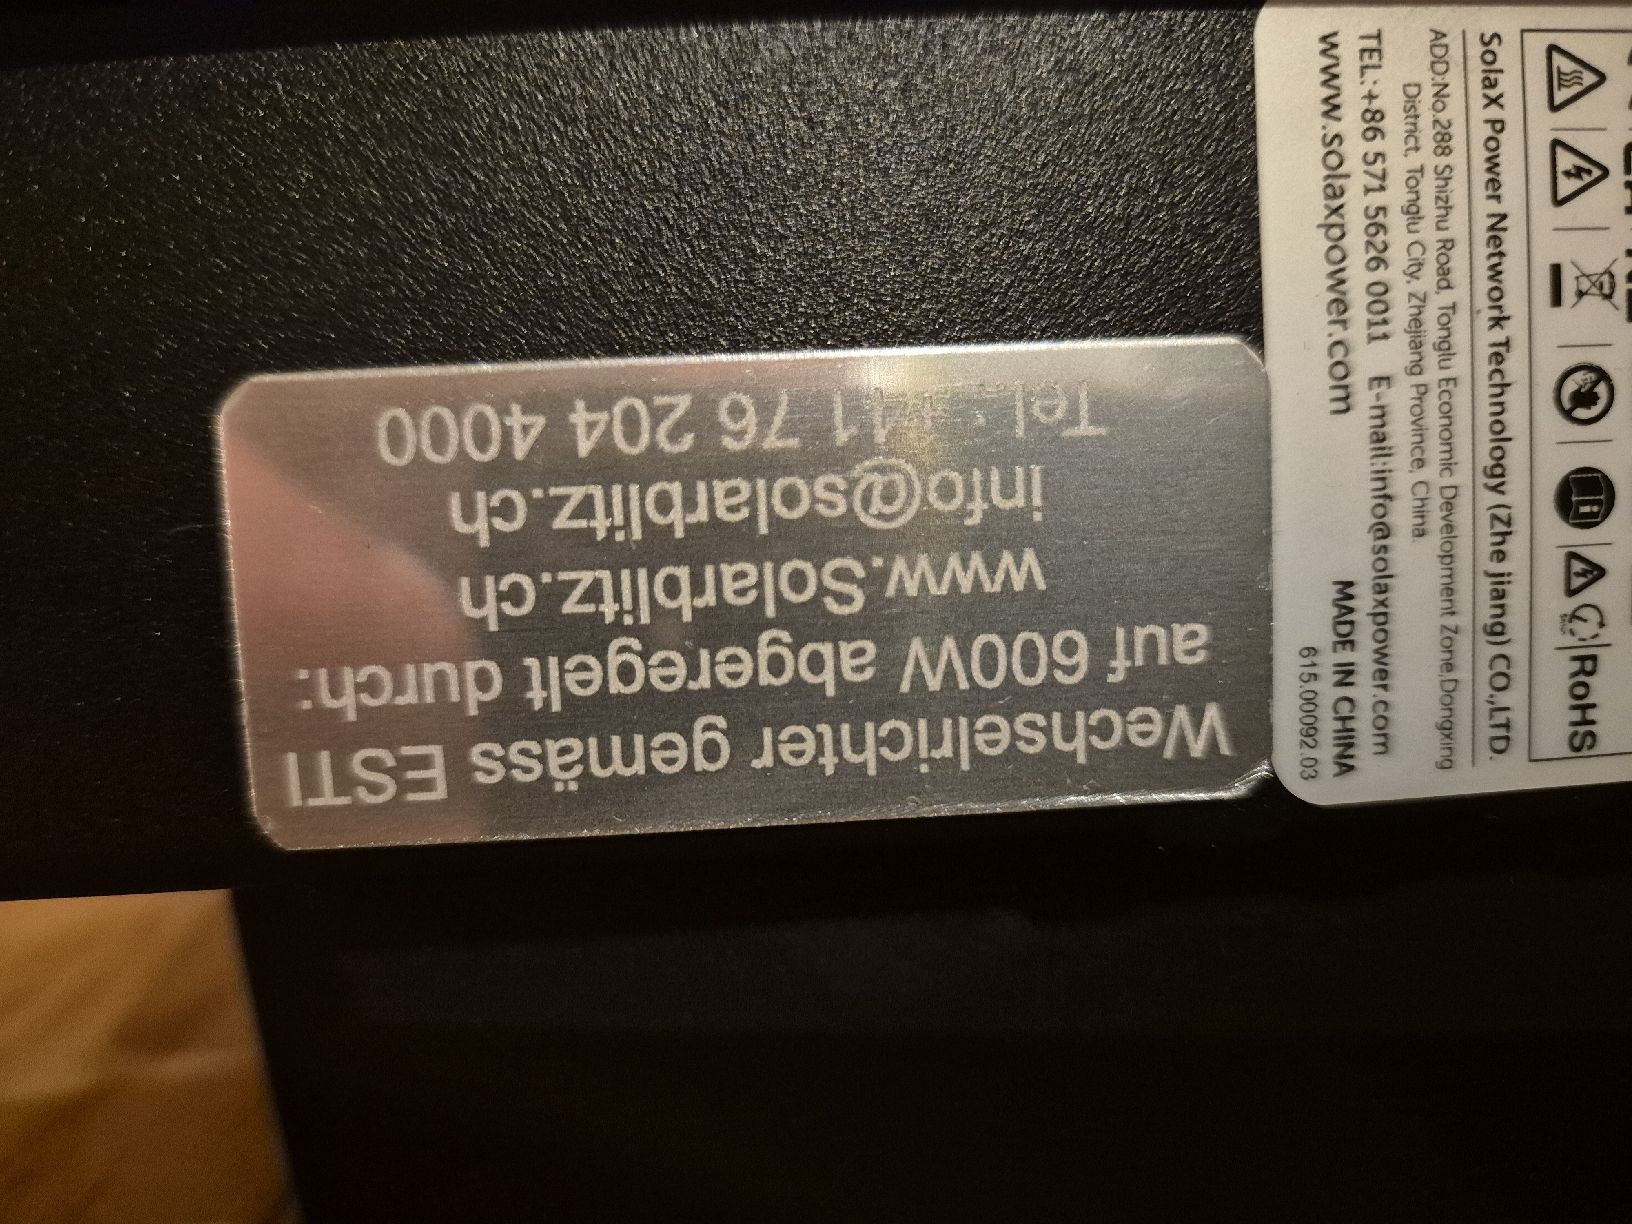 Wechselrichter gemäss ESTI
auf 600W abgeregelt durch:
www.Solarblitz.ch
info@solarblitz.ch
Tel.: +41 76 204 4000
RoHS
SolaX Power Network Technology (Zhe jiang) CO.,LTD.
ADD:No.288 Shizhu Road, Tonglu Economic Development Zone,Dongxing
District, Tonglu City, Zhejiang Province, China.
TEL:+86 571 5626 0011 E-mail:info@solaxpower.com
www.solaxpower.com MADE IN CHINA
615.00092.03